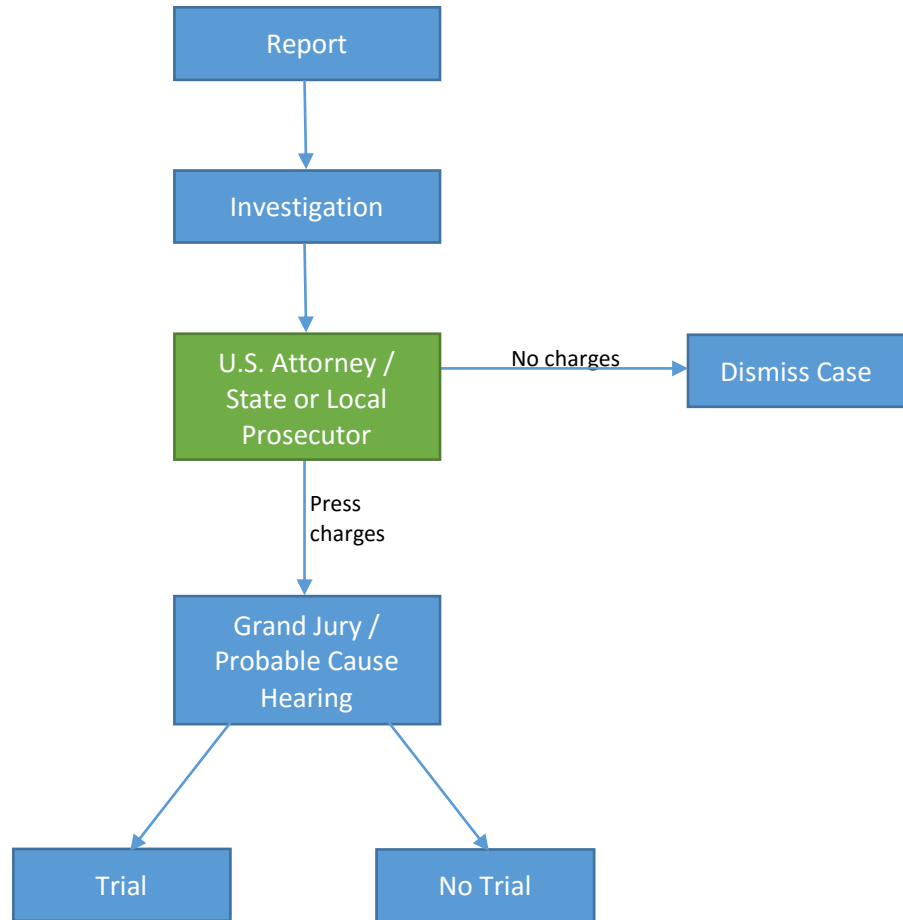 Report
Investigation
U.S. Attorney /
State or Local
Prosecutor
No charges
Dismiss Case
Press
charges
Grand Jury /
Probable Cause
Hearing
Trial
No Trial